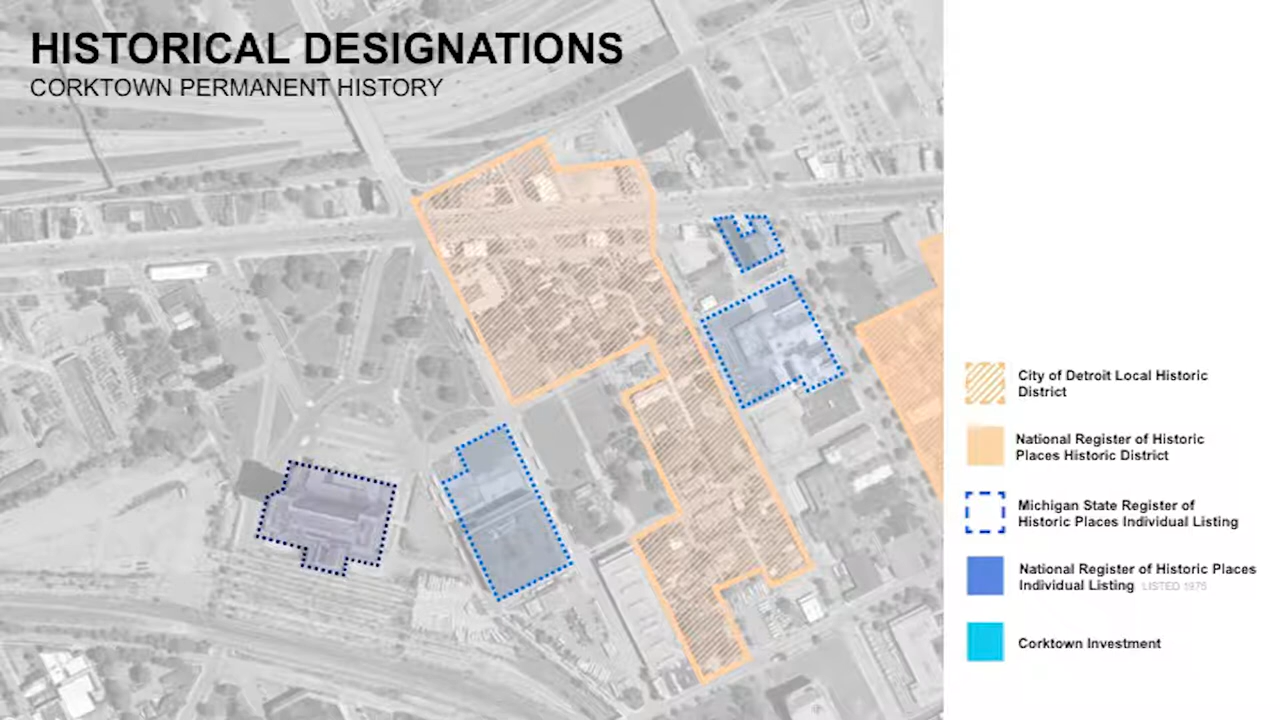 HISTORICAL DESIGNATIONS
CORKTOWN PERMANENT HISTORY
City of Detroit Local Historic
District
National Register of Historic
Places Historic District
Michigan State Register of
Historic Places Individual Listing
National Register of Historic Places
Individual Listing LISTED 1975
Corktown Investment